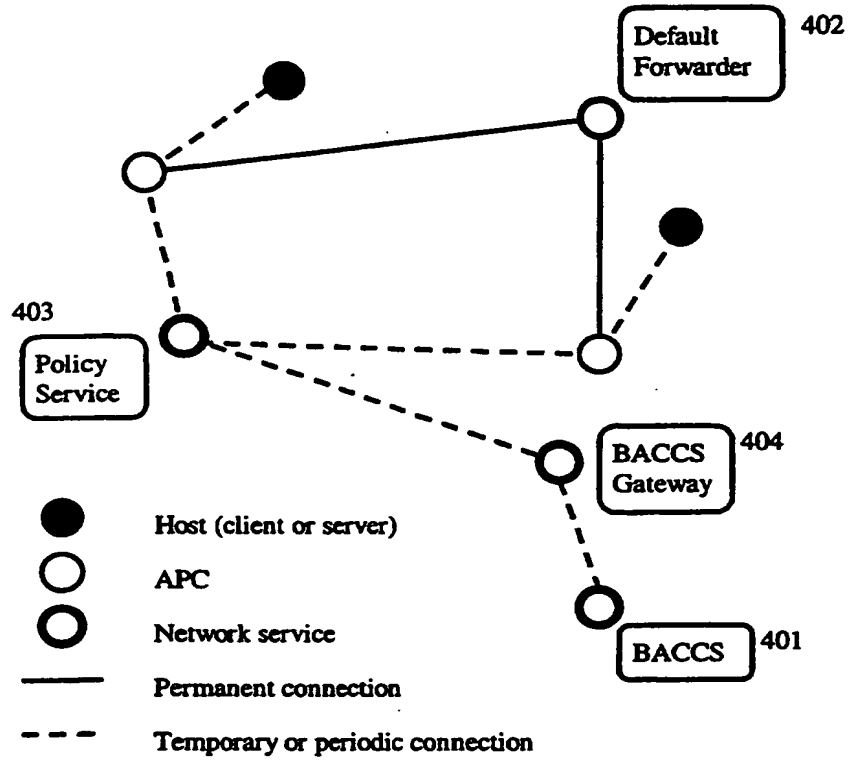 Default
Forwarder
402
403
Policy
Service
BACCS
Gateway
404
Host (client or server)
APC
Network service
BACCS
401
Permanent connection
Temporary or periodic connection